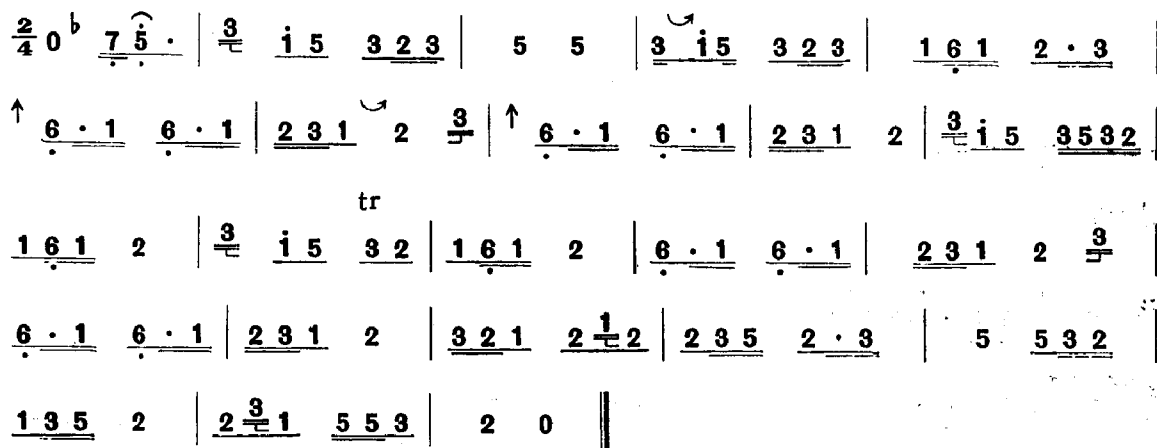 2/4 0 ♭7 5 · | 3 i 5 3 2 3 | 5 5 | 3 i 5 3 2 3 | 1 6 1 2 · 3 |
↑ 6 · 1 6 · 1 | 2 3 1 2 3 | ↑ 6 · 1 6 · 1 | 2 3 1 2 | 3 i 5 3 5 3 2 |
tr
1 6 1 2 | 3 i 5 3 2 | 1 6 1 2 | 6 · 1 6 · 1 | 2 3 1 2 3 |
6 · 1 6 · 1 | 2 3 1 2 | 3 2 1 2 1 2 | 2 3 5 2 · 3 | 5 5 3 2 |
1 3 5 2 | 2 3 1 5 5 3 | 2 0 ‖